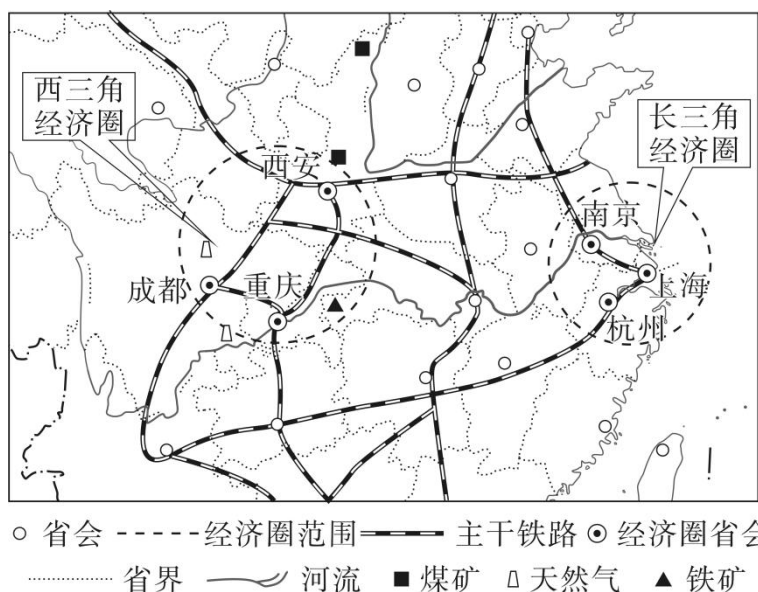 西三角
经济圈
长三角
经济圈
西安
南京
成都
重庆
上海
杭州
省会 经济圈范围 主干铁路 经济圈省会
省界 河流 煤矿 天然气 铁矿